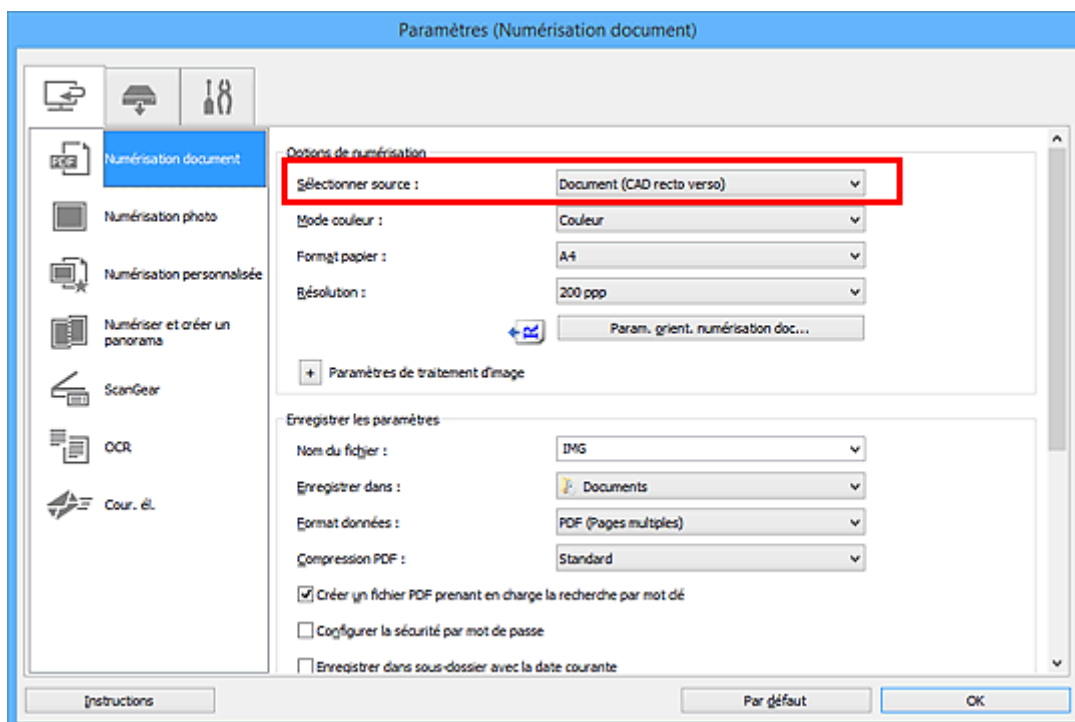 Paramètres (Numérisation document)
PDF
Numérisation document
Numérisation photo
Numérisation personnalisée
Numériser et créer un
panorama
ScanGear
OCR
Cour. él.
Options de numérisation
Sélectionner source :
Document (CAD recto verso)
Mode couleur :
Couleur
Format papier :
A4
Résolution :
200 ppp
R
Param. orient. numérisation doc...
+ Paramètres de traitement d'image
Enregistrer les paramètres
Nom du fichier :
IMG
Enregistrer dans :
Documents
Format données :
PDF (Pages multiples)
Compression PDF :
Standard
Créer un fichier PDF prenant en charge la recherche par mot clé
Configurer la sécurité par mot de passe
Enregistrer dans sous-dossier avec la date courante
Instructions
Par défaut
OK